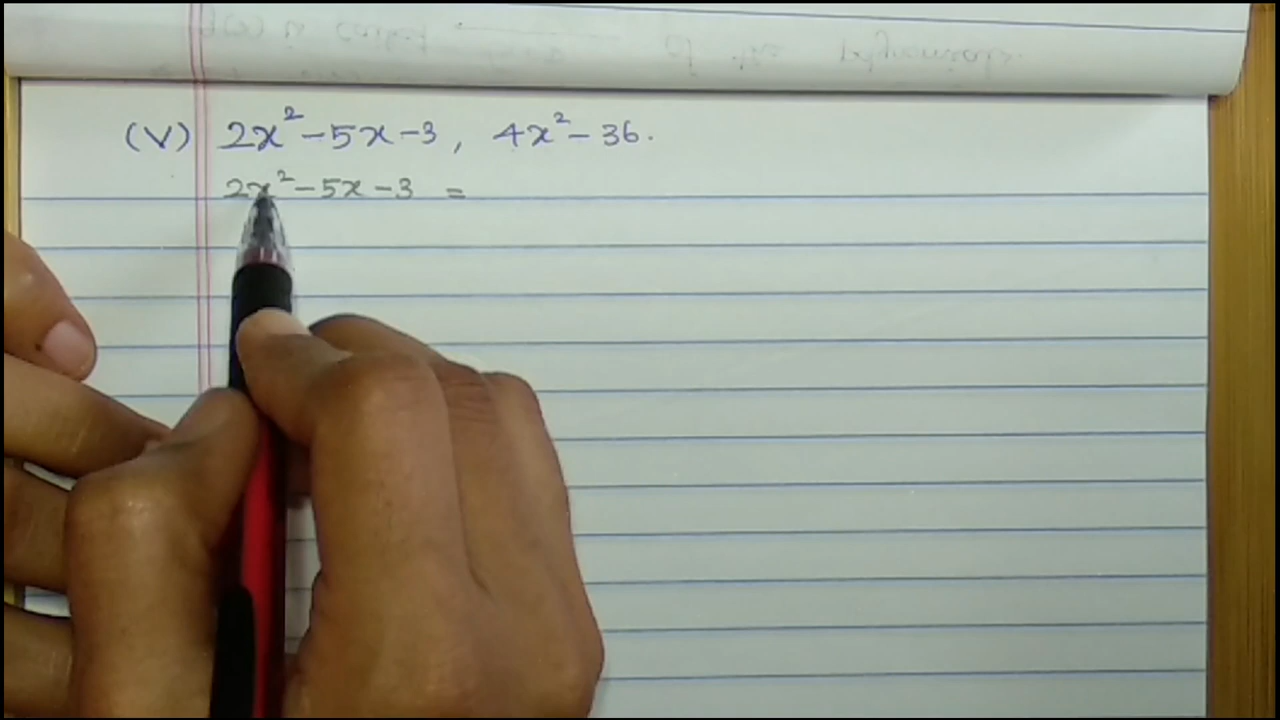 (V) 2x² - 5x - 3, 4x² - 36.
2x² - 5x - 3 =